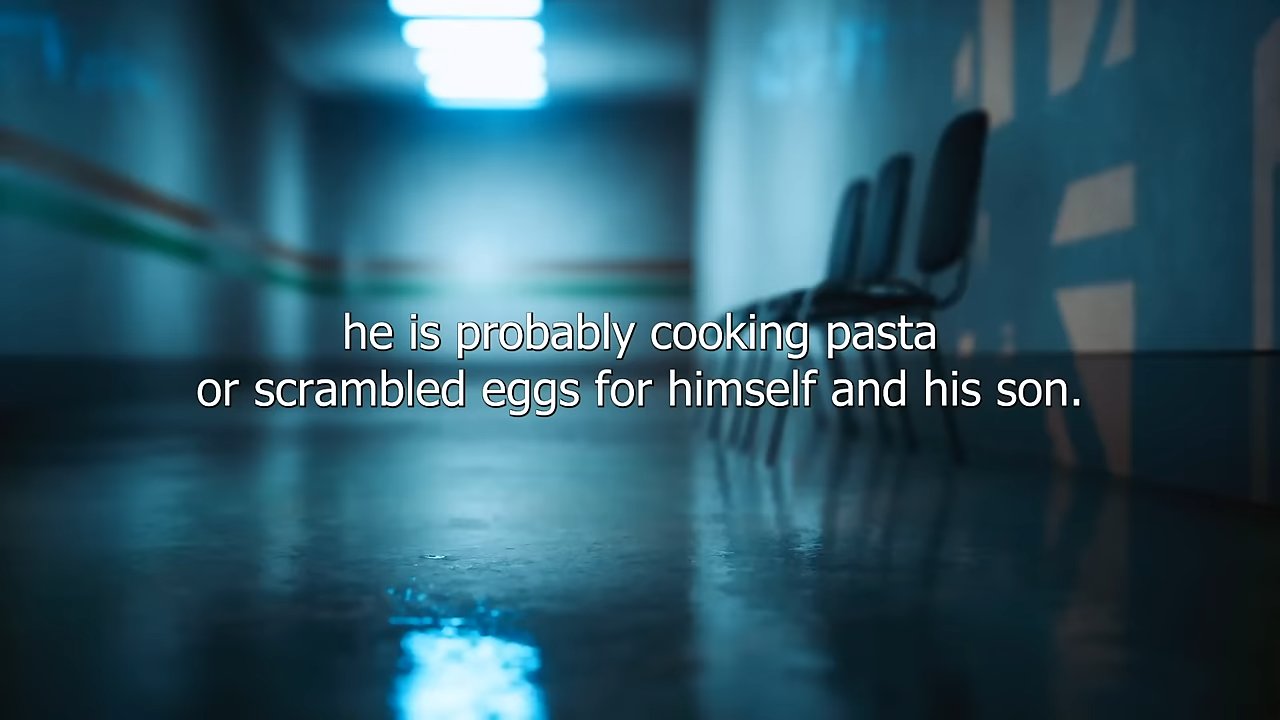 he is probably cooking pasta
or scrambled eggs for himself and his son.